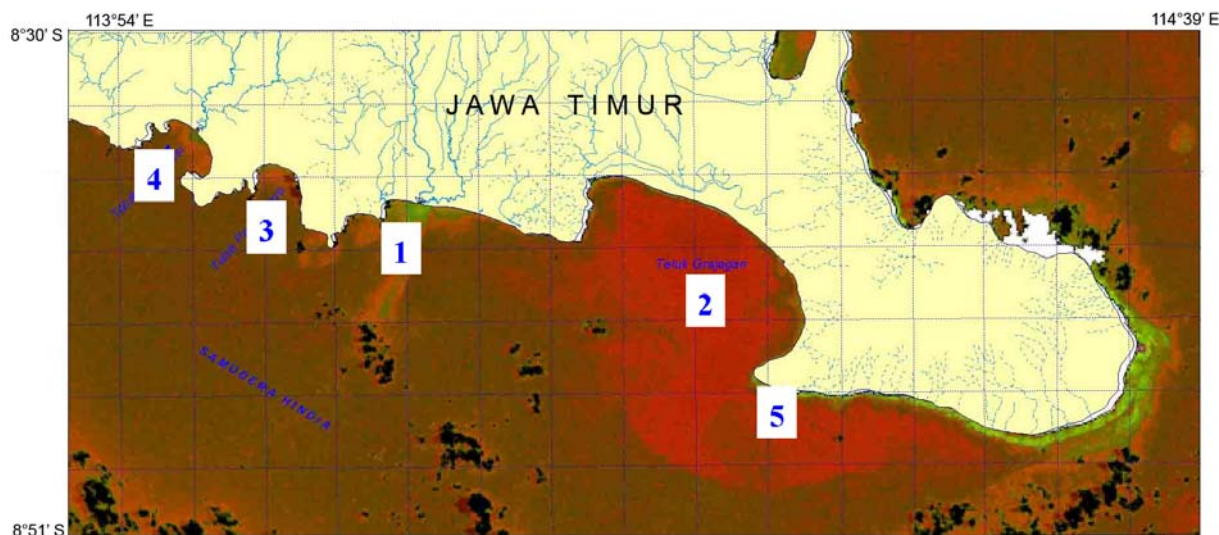 113°54' E
114°39' E
8°30' S
JAWA TIMUR
4
3
1
Teluk Grajagan
2
SAMUDERA HINDIA
5
8°51' S